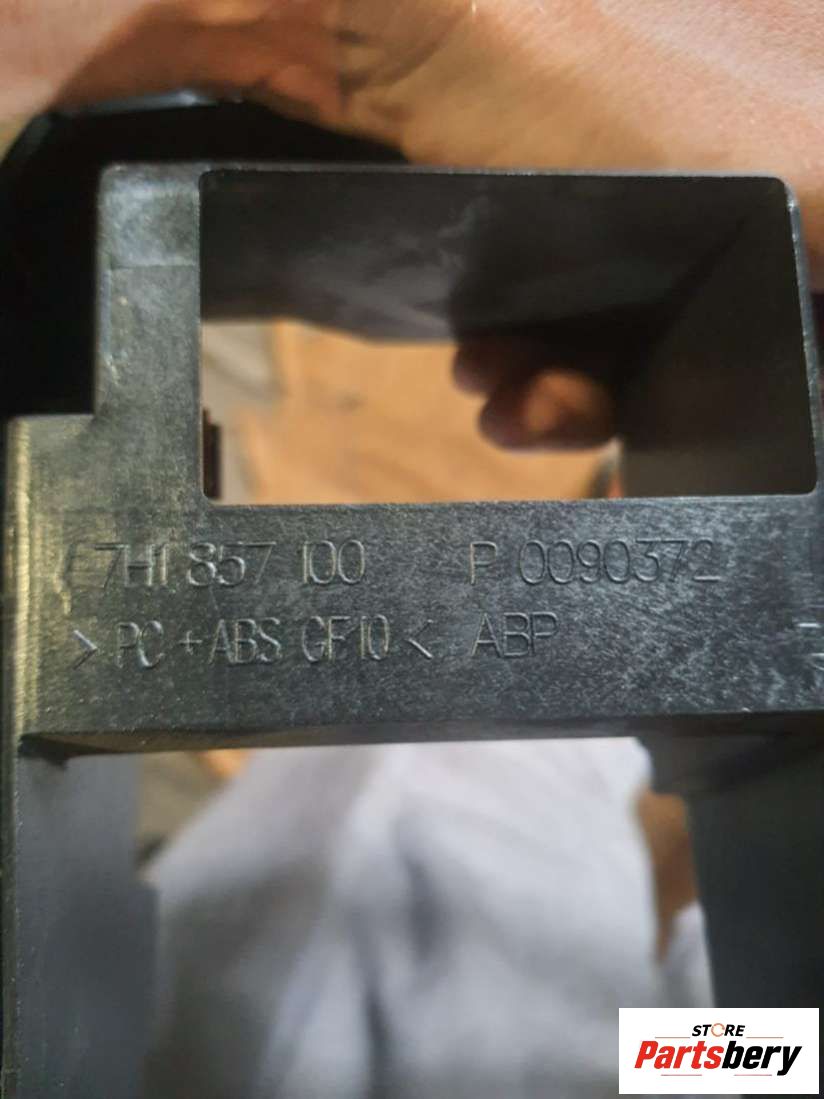 7H1 857 100 P 0090372
> PC + ABS GF10 < ABP
STORE
Partsbery